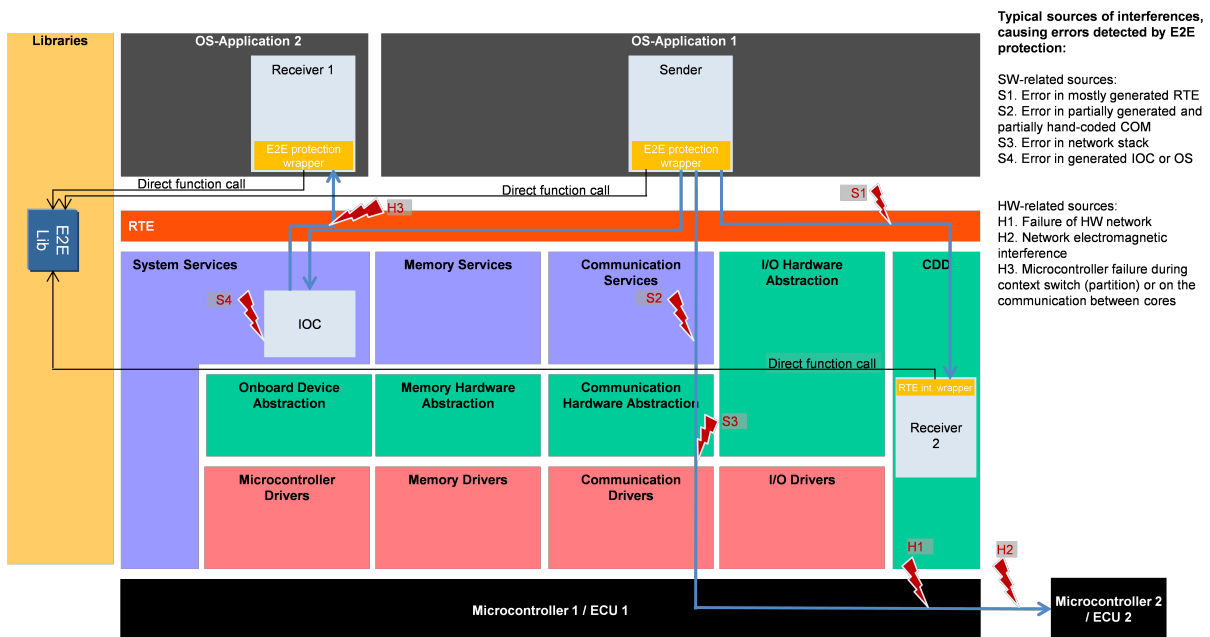 Libraries
OS-Application 2
OS-Application 1
Receiver 1
Sender
E2E protection
wrapper
E2E protection
wrapper
Direct function call
Direct function call
S1
H3
E2E
Lib
RTE
System Services
Memory Services
Communication
Services
I/O Hardware
Abstraction
CDD
S4
S2
IOC
Direct function call
Onboard Device
Abstraction
Memory Hardware
Abstraction
Communication
Hardware Abstraction
RTE int. wrapper
S3
Receiver
2
Microcontroller
Drivers
Memory Drivers
Communication
Drivers
I/O Drivers
H1
H2
Microcontroller 1 / ECU 1
Microcontroller 2
/ ECU 2
Typical sources of interferences,
causing errors detected by E2E
protection:
SW-related sources:
S1. Error in mostly generated RTE
S2. Error in partially generated and
partially hand-coded COM
S3. Error in network stack
S4. Error in generated IOC or OS
HW-related sources:
H1. Failure of HW network
H2. Network electromagnetic
interference
H3. Microcontroller failure during
context switch (partition) or on the
communication between cores